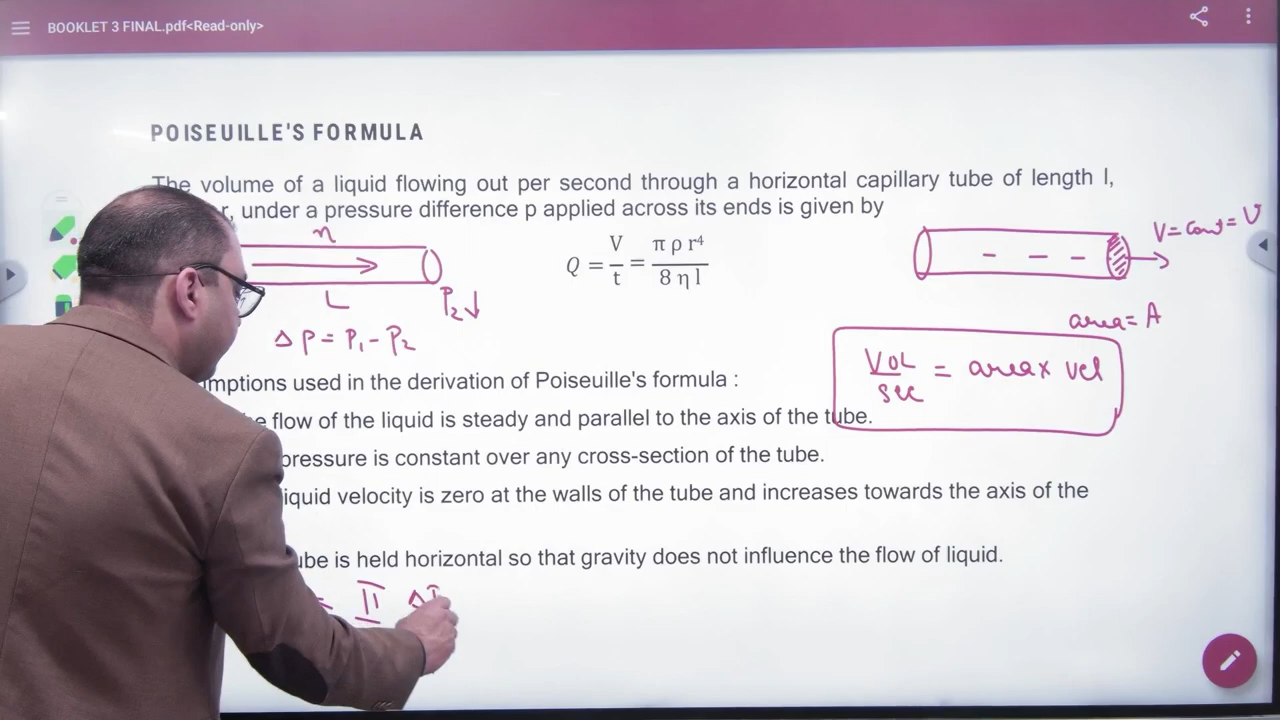 BOOKLET 3 FINAL.pdf<Read-only>
POISEUILLE'S FORMULA
The volume of a liquid flowing out per second through a horizontal capillary tube of length l,
r, under a pressure difference p applied across its ends is given by
Q = V/t = π ρ r⁴ / 8 η l
L
P₂↓
Δ P = P₁ - P₂
area = A
VOL/sec = area x vel
mptions used in the derivation of Poiseuille's formula :
e flow of the liquid is steady and parallel to the axis of the tube.
pressure is constant over any cross-section of the tube.
iquid velocity is zero at the walls of the tube and increases towards the axis of the
ube is held horizontal so that gravity does not influence the flow of liquid.
= π Δ